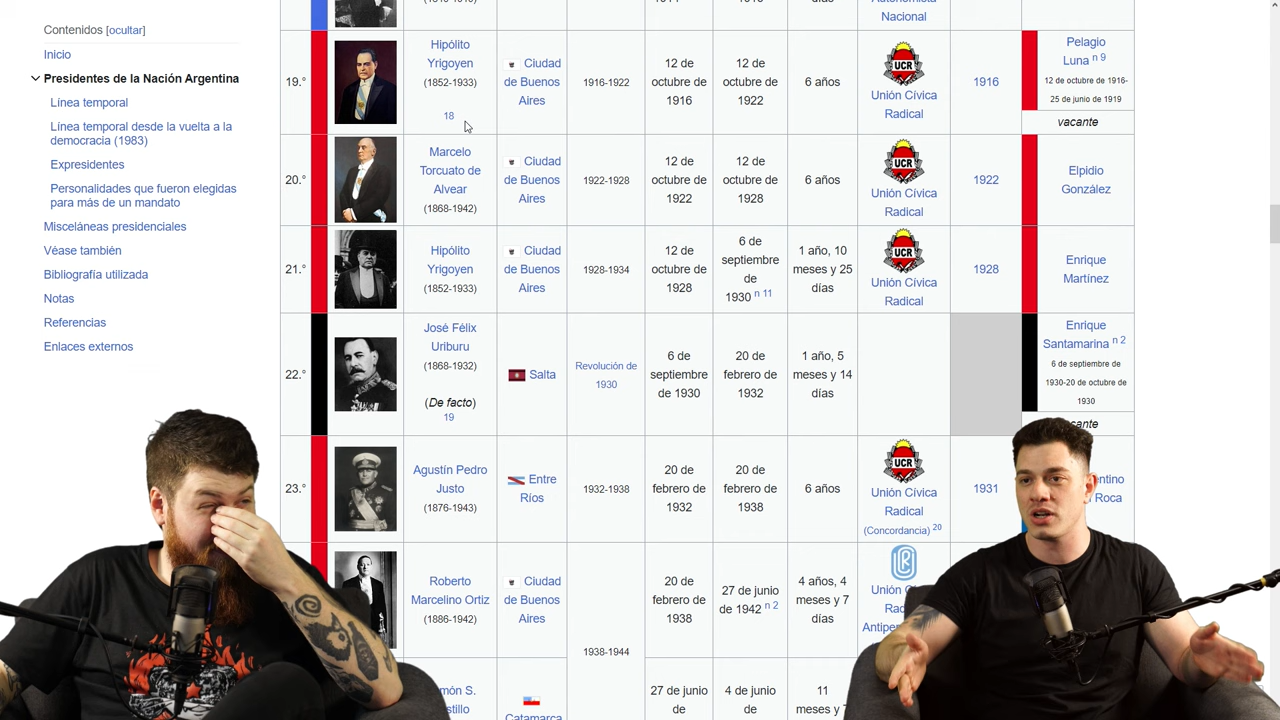 Contenidos [ocultar]
Inicio
Presidentes de la Nación Argentina
Línea temporal
Línea temporal desde la vuelta a la
democracia (1983)
Expresidentes
Personalidades que fueron elegidas
para más de un mandato
Misceláneas presidenciales
Véase también
Bibliografía utilizada
Notas
Referencias
Enlaces externos
días
Nacional
19.°
Hipólito
Yrigoyen
(1852-1933)
18
Ciudad
de Buenos
Aires
1916-1922
12 de
octubre de
1916
12 de
octubre de
1922
6 años
UCR
Unión Cívica
Radical
1916
Pelagio
Luna n 9
12 de octubre de 1916-
25 de junio de 1919
vacante
20.°
Marcelo
Torcuato de
Alvear
(1868-1942)
Ciudad
de Buenos
Aires
1922-1928
12 de
octubre de
1922
12 de
octubre de
1928
6 años
UCR
Unión Cívica
Radical
1922
Elpidio
González
21.°
Hipólito
Yrigoyen
(1852-1933)
Ciudad
de Buenos
Aires
1928-1934
12 de
octubre de
1928
6 de
septiembre
de
1930 n 11
1 año, 10
meses y 25
días
UCR
Unión Cívica
Radical
1928
Enrique
Martínez
22.°
José Félix
Uriburu
(1868-1932)
(De facto)
19
Salta
Revolución de
1930
6 de
septiembre
de 1930
20 de
febrero de
1932
1 año, 5
meses y 14
días
Enrique
Santamarina n 2
6 de septiembre de
1930-20 de octubre de
1930
23.°
Agustín Pedro
Justo
(1876-1943)
Entre
Ríos
1932-1938
20 de
febrero de
1932
20 de
febrero de
1938
6 años
UCR
Unión Cívica
Radical
(Concordancia) 20
1931
Roca
Roberto
Marcelino Ortiz
(1886-1942)
Ciudad
de Buenos
Aires
1938-1944
20 de
febrero de
1938
27 de junio
de 1942 n 2
4 años, 4
meses y 7
días
Unión
Catamarca
27 de junio
de
4 de junio
de
11
meses y